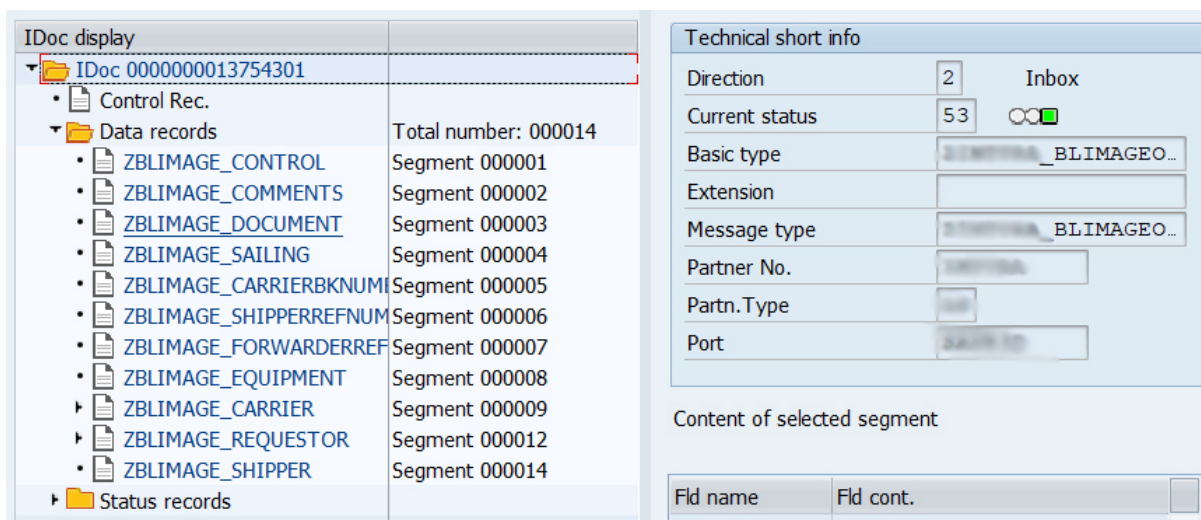 IDoc display
IDoc 0000000013754301
Control Rec.
Data records Total number: 000014
ZBLIMAGE_CONTROL Segment 000001
ZBLIMAGE_COMMENTS Segment 000002
ZBLIMAGE_DOCUMENT Segment 000003
ZBLIMAGE_SAILING Segment 000004
ZBLIMAGE_CARRIERBKNUM Segment 000005
ZBLIMAGE_SHIPPERREFNUM Segment 000006
ZBLIMAGE_FORWARDERREF Segment 000007
ZBLIMAGE_EQUIPMENT Segment 000008
ZBLIMAGE_CARRIER Segment 000009
ZBLIMAGE_REQUESTOR Segment 000012
ZBLIMAGE_SHIPPER Segment 000014
Status records
Technical short info
Direction 2 Inbox
Current status 53
Basic type _BLIMAGEO…
Extension
Message type _BLIMAGEO…
Partner No.
Partn.Type
Port
Content of selected segment
Fld name Fld cont.